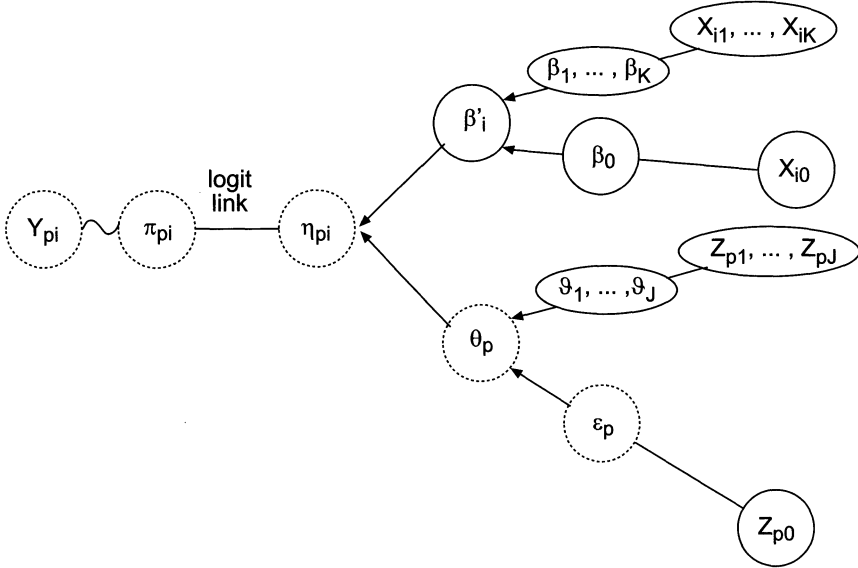 X_i1, ... , X_iK
β_1, ... , β_K
β'_i
β_0
X_i0
logit
link
Y_pi
π_pi
η_pi
Z_p1, ... , Z_pJ
ϑ_1, ... ,ϑ_J
θ_p
ε_p
Z_p0